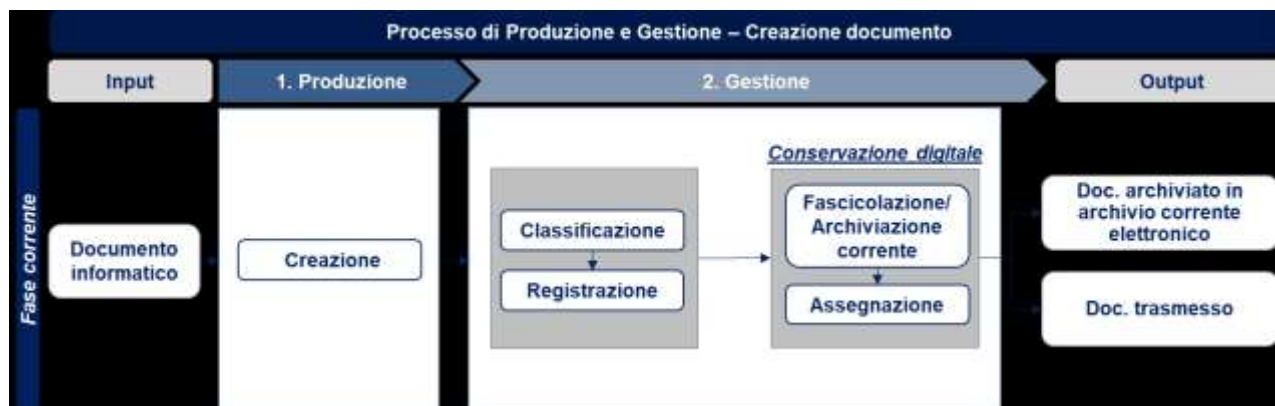 Processo di Produzione e Gestione – Creazione documento
Input
1. Produzione
2. Gestione
Output
Fase corrente
Documento
informatico
Creazione
Classificazione
Registrazione
Conservazione digitale
Fascicolazione/
Archiviazione
corrente
Assegnazione
Doc. archiviato in
archivio corrente
elettronico
Doc. trasmesso